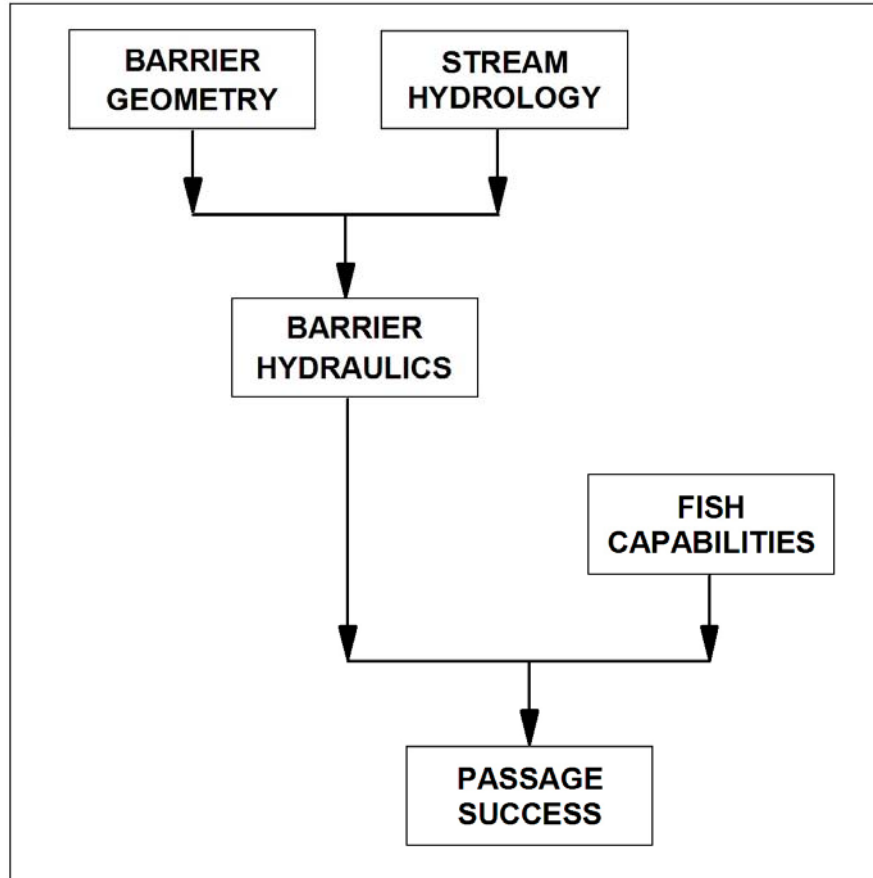 BARRIER
GEOMETRY
STREAM
HYDROLOGY
BARRIER
HYDRAULICS
FISH
CAPABILITIES
PASSAGE
SUCCESS